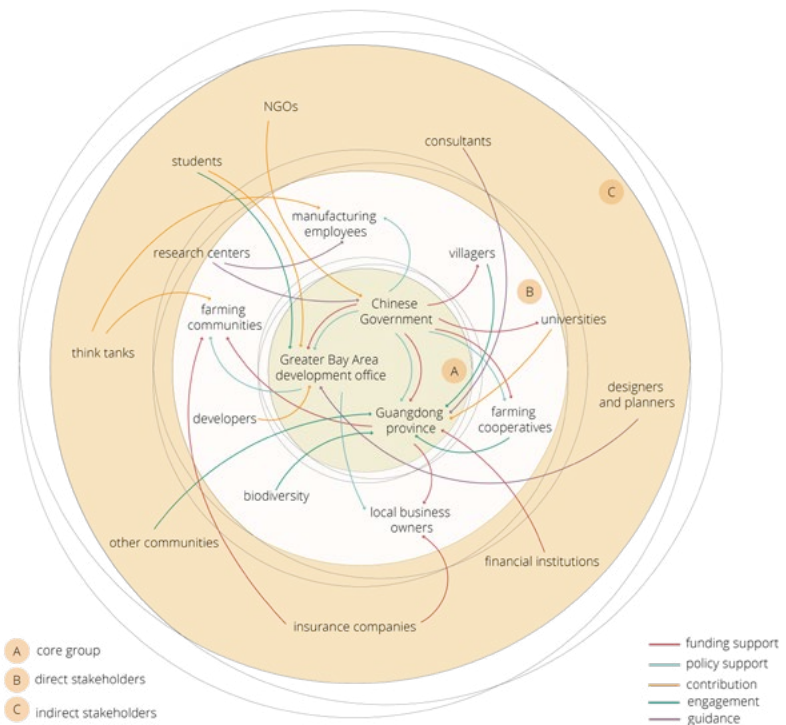 NGOs
consultants
C
students
manufacturing
employees
research centers
villagers
B
Chinese
Government
farming
communities
universities
think tanks
Greater Bay Area
development office
A
designers
and planners
developers
Guangdong
province
farming
cooperatives
biodiversity
local business
owners
other communities
financial institutions
insurance companies
A core group
B direct stakeholders
C indirect stakeholders
funding support
policy support
contribution
engagement
guidance